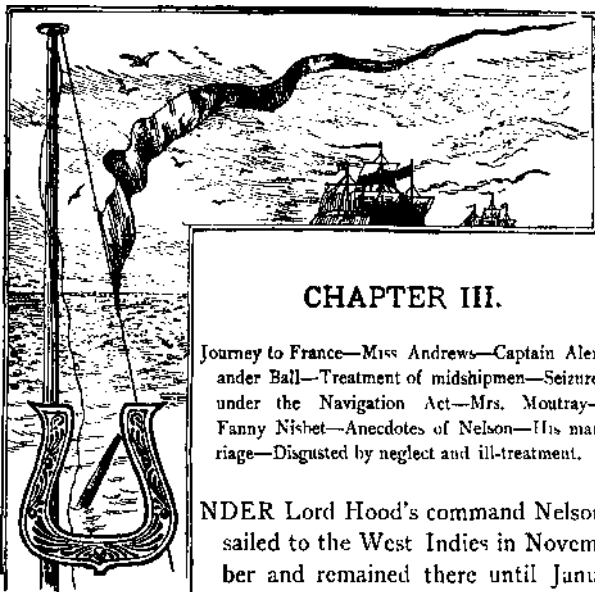 CHAPTER III.
Journey to France—Miss Andrews—Captain Alex
ander Ball—Treatment of midshipmen—Seizure
under the Navigation Act—Mrs. Moutray—
Fanny Nisbet—Anecdotes of Nelson—His mar
riage—Disgusted by neglect and ill-treatment.
UNDER Lord Hood's command Nelson
sailed to the West Indies in Novem
ber and remained there until Janu